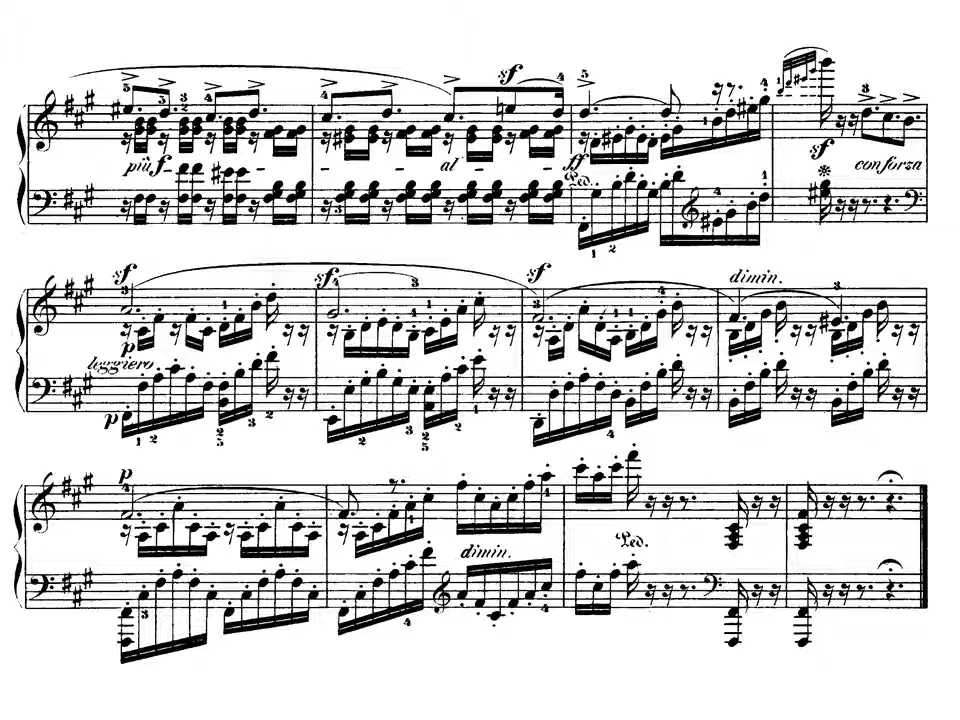 sf
più f al ff sf con forza
Ped.
sf sf sf dimin.
p
leggiero
p
p
dimin. Ped.